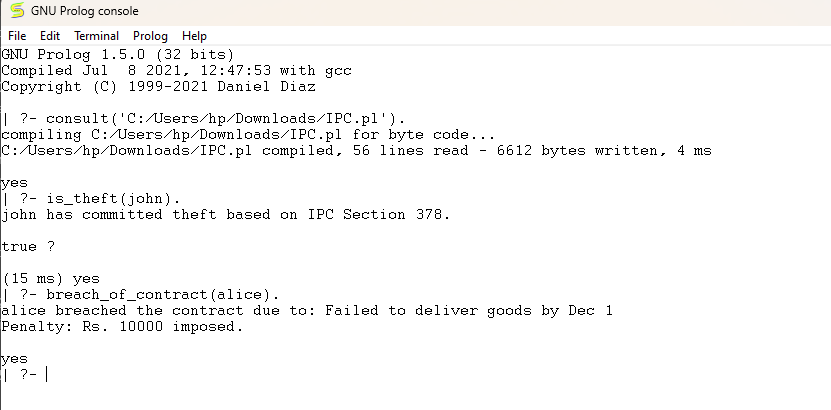 GNU Prolog console
File Edit Terminal Prolog Help
GNU Prolog 1.5.0 (32 bits)
Compiled Jul  8 2021, 12:47:53 with gcc
Copyright (C) 1999-2021 Daniel Diaz
| ?- consult('C:/Users/hp/Downloads/IPC.pl').
compiling C:/Users/hp/Downloads/IPC.pl for byte code...
C:/Users/hp/Downloads/IPC.pl compiled, 56 lines read - 6612 bytes written, 4 ms
yes
| ?- is_theft(john).
john has committed theft based on IPC Section 378.
true ?
(15 ms) yes
| ?- breach_of_contract(alice).
alice breached the contract due to: Failed to deliver goods by Dec 1
Penalty: Rs. 10000 imposed.
yes
| ?-